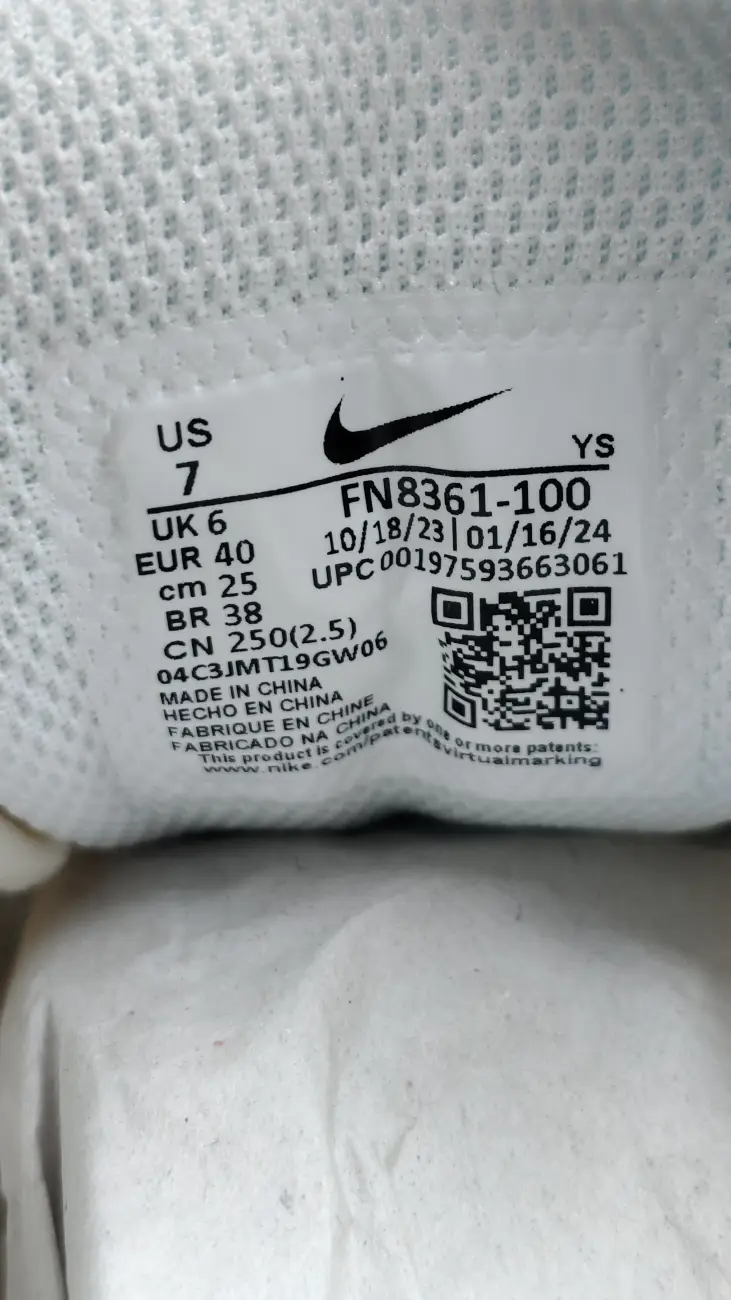 US
7
YS
UK 6
EUR 40
cm 25
BR 38
CN 250(2.5)
04C3JMT19GW06
FN8361-100
10/18/23|01/16/24
UPC00197593663061
MADE IN CHINA
HECHO EN CHINA
FABRIQUE EN CHINE
FABRICADO NA CHINA
This product is covered by one or more patents:
www.nike.com/patentsvirtualmarking